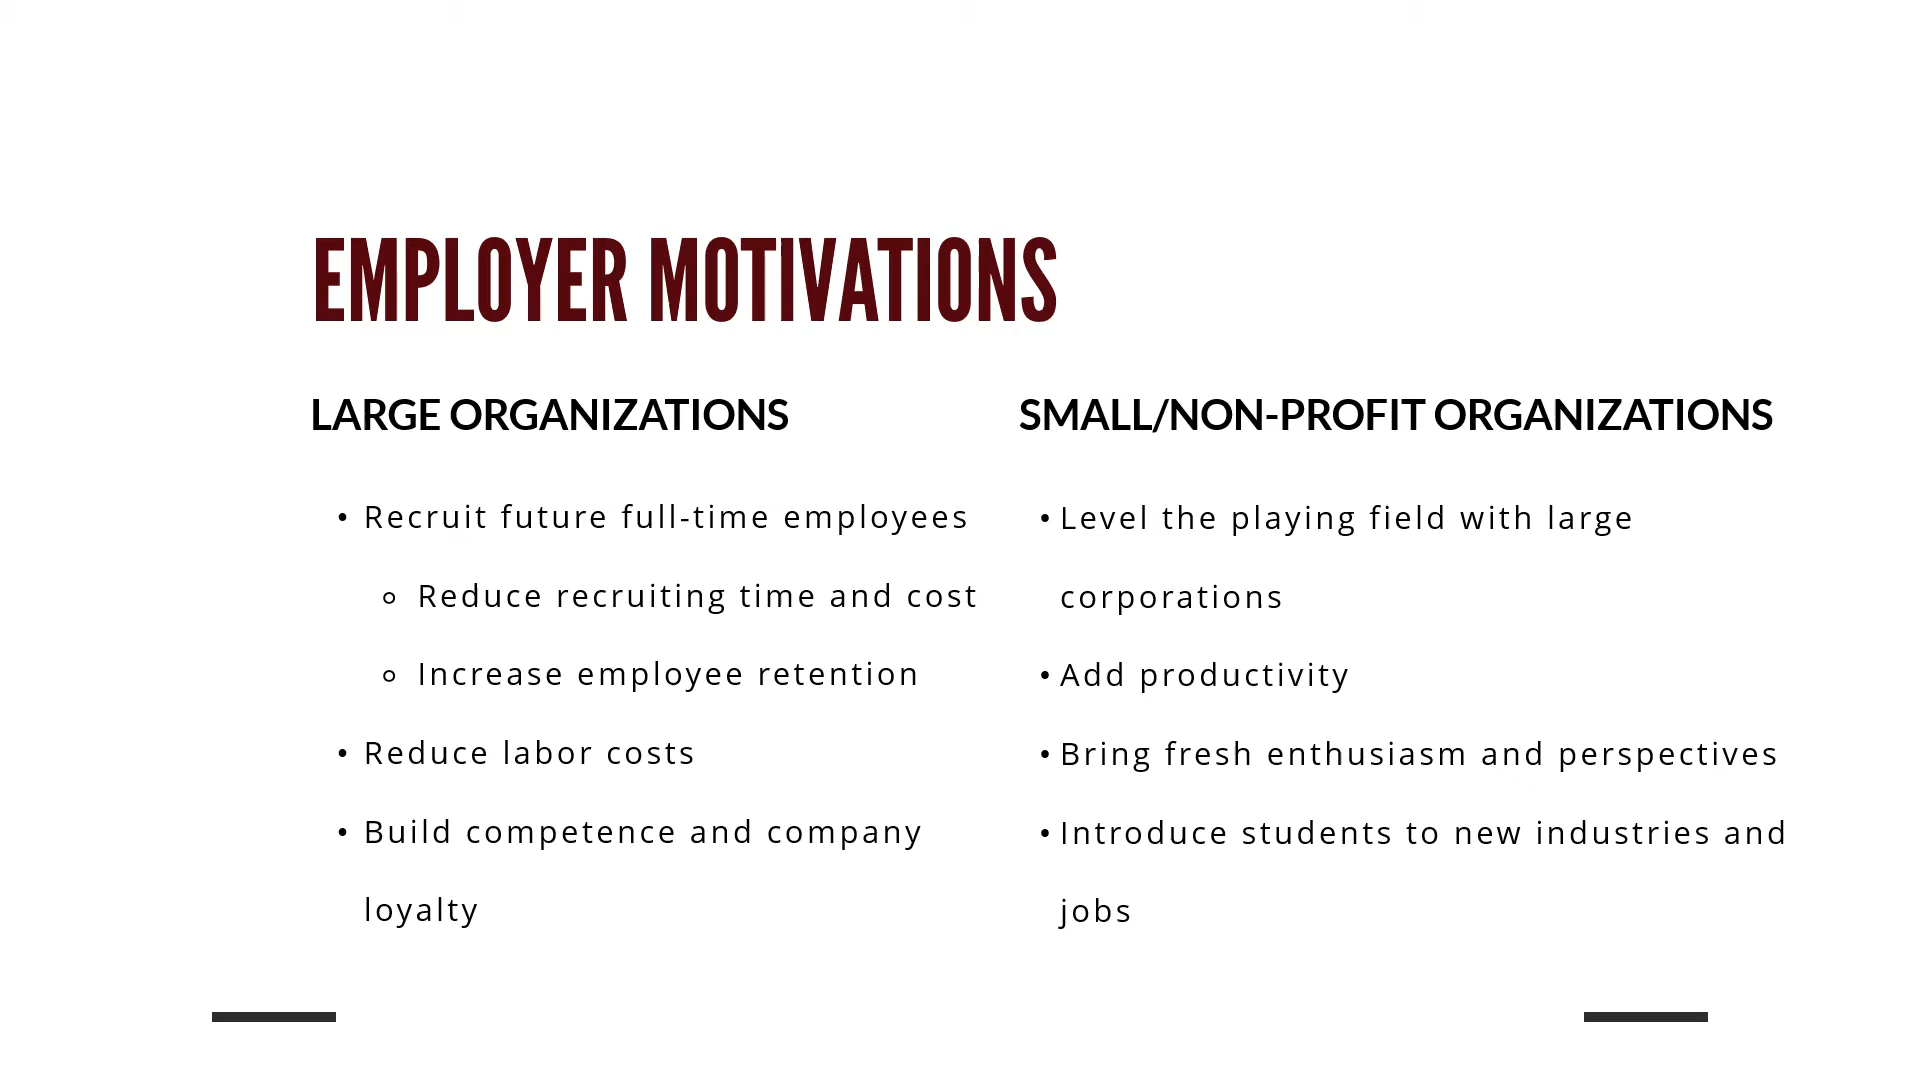 EMPLOYER MOTIVATIONS
LARGE ORGANIZATIONS
• Recruit future full-time employees
◦ Reduce recruiting time and cost
◦ Increase employee retention
• Reduce labor costs
• Build competence and company
loyalty
SMALL/NON-PROFIT ORGANIZATIONS
• Level the playing field with large
corporations
• Add productivity
• Bring fresh enthusiasm and perspectives
• Introduce students to new industries and
jobs